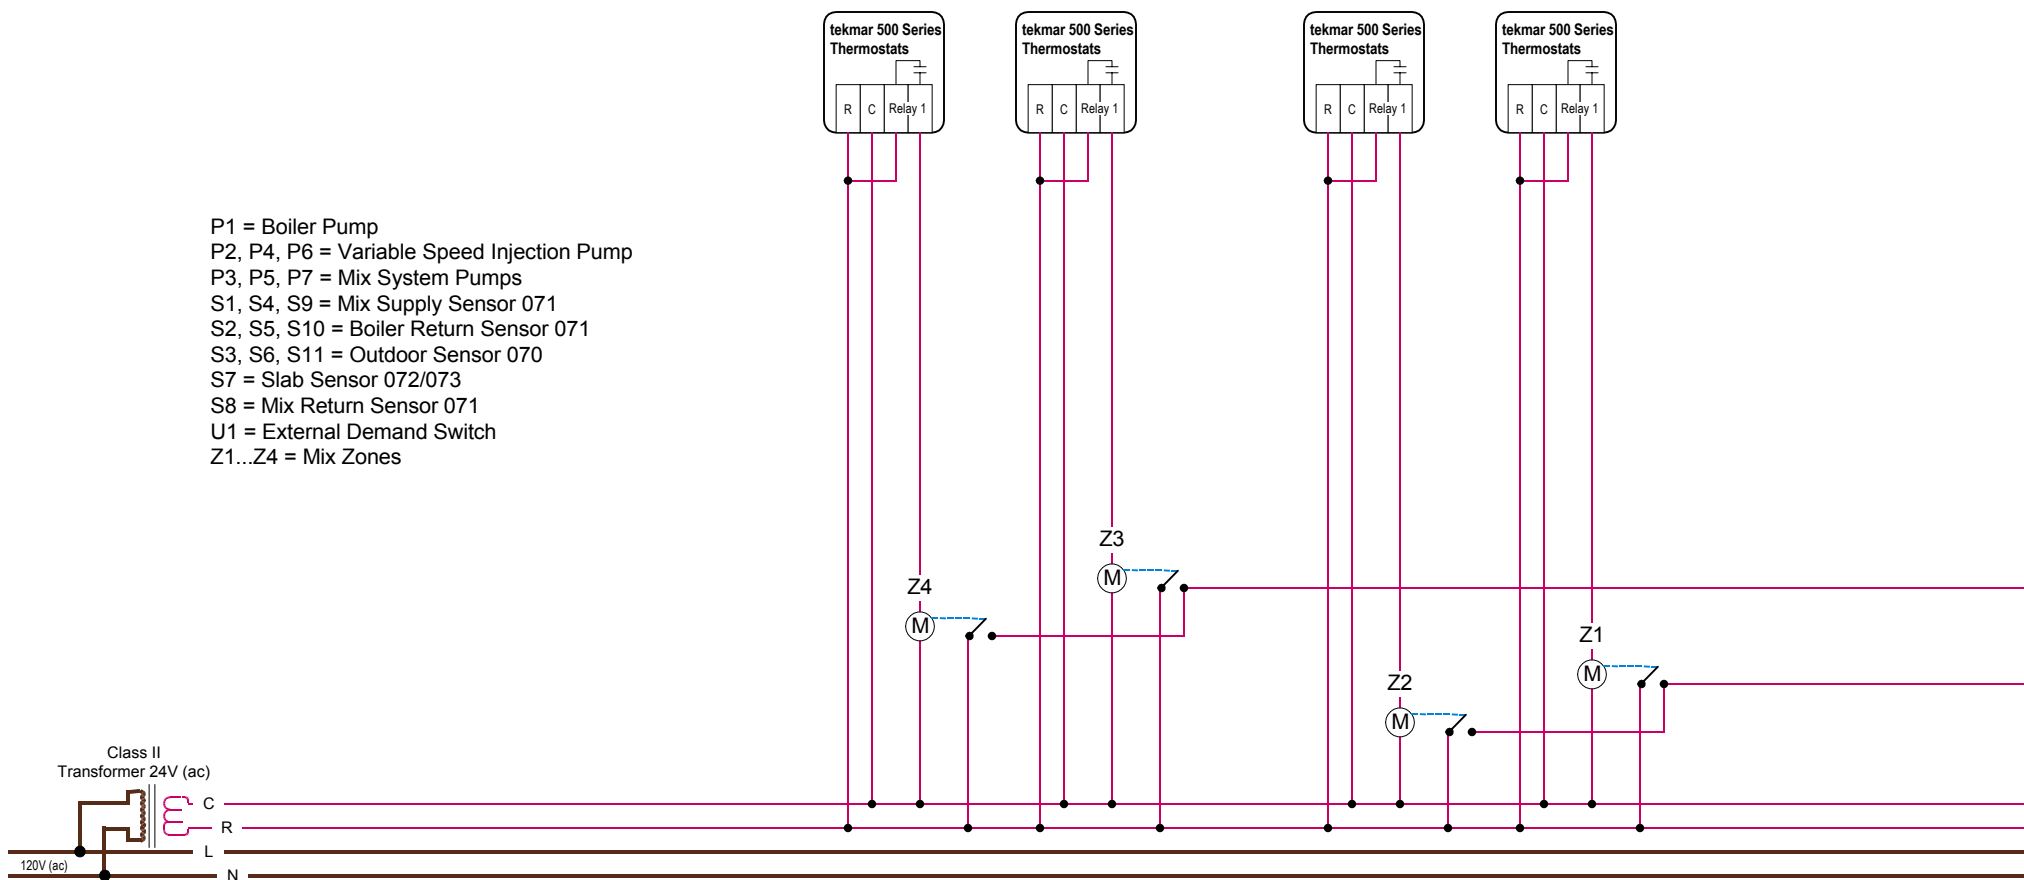 tekmar 500 Series
Thermostats
R C Relay 1
tekmar 500 Series
Thermostats
R C Relay 1
tekmar 500 Series
Thermostats
R C Relay 1
tekmar 500 Series
Thermostats
R C Relay 1
P1 = Boiler Pump
P2, P4, P6 = Variable Speed Injection Pump
P3, P5, P7 = Mix System Pumps
S1, S4, S9 = Mix Supply Sensor 071
S2, S5, S10 = Boiler Return Sensor 071
S3, S6, S11 = Outdoor Sensor 070
S7 = Slab Sensor 072/073
S8 = Mix Return Sensor 071
U1 = External Demand Switch
Z1...Z4 = Mix Zones
Z3
M
Z4
M
Z1
M
Z2
M
Class II
Transformer 24V (ac)
C
R
L
120V (ac)
N